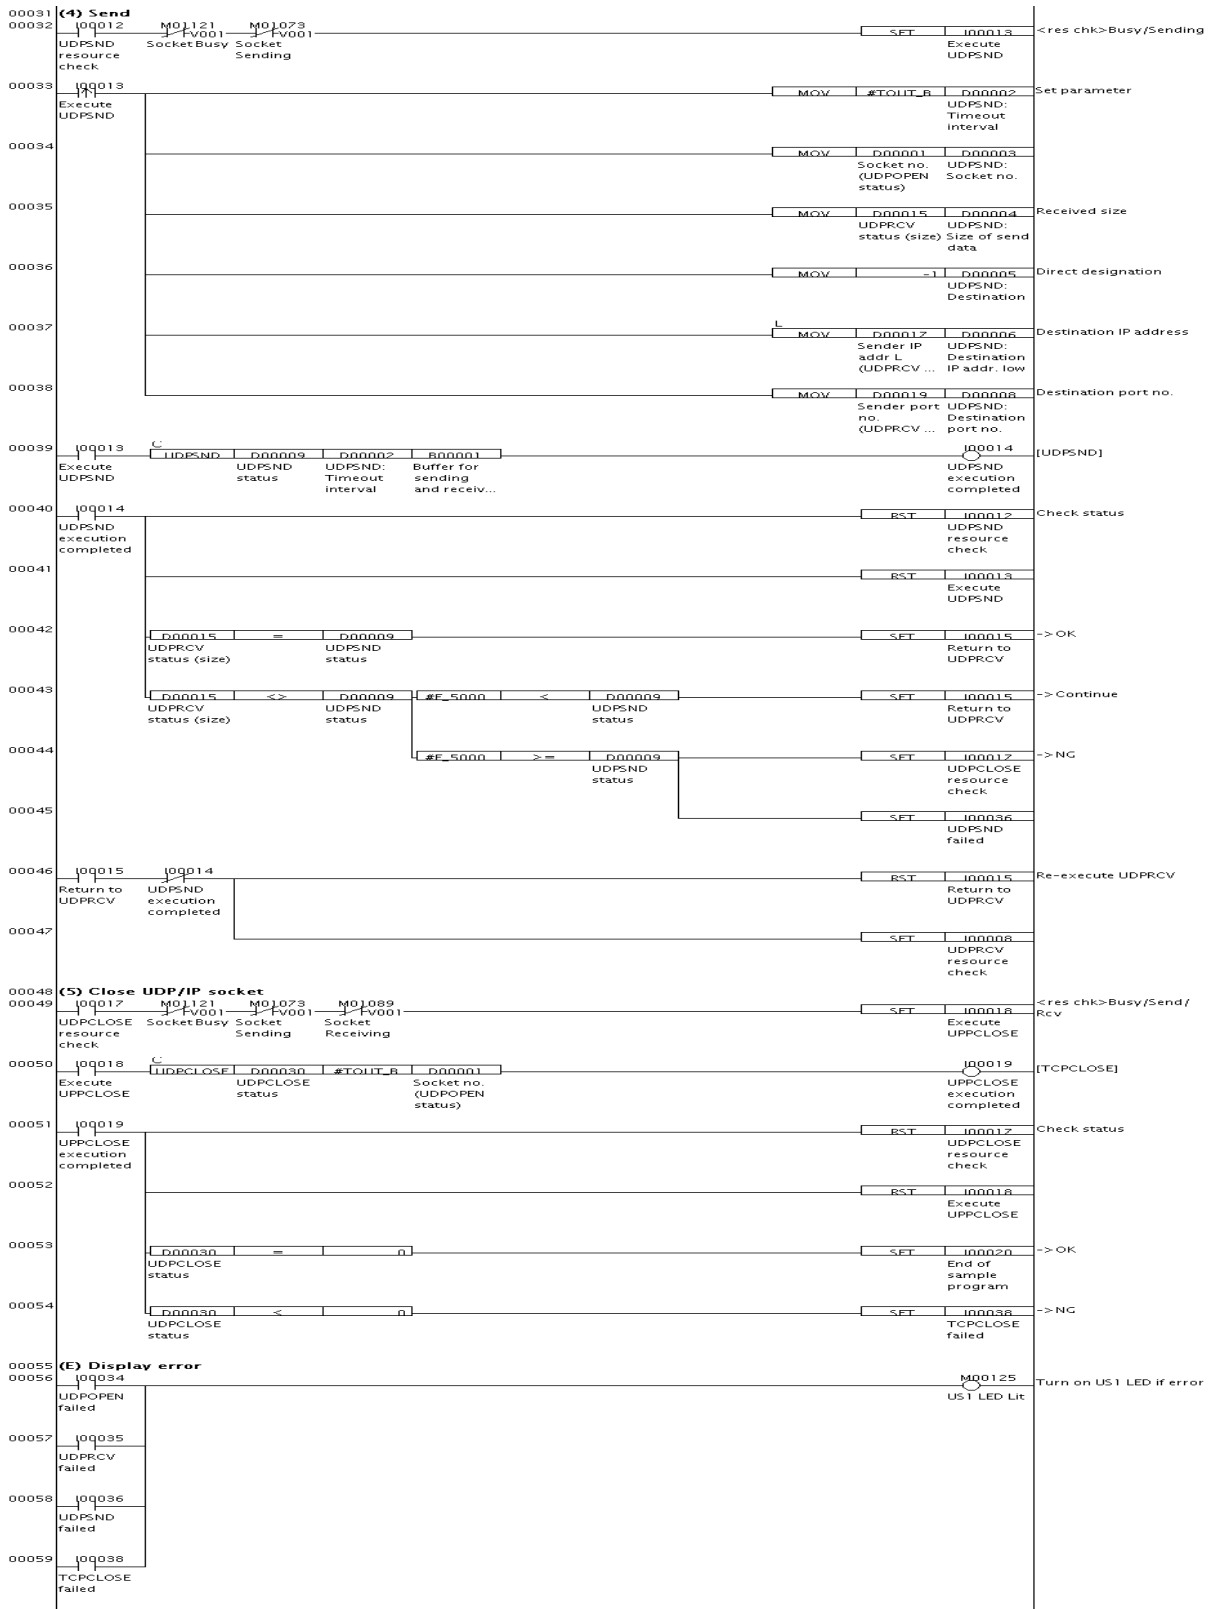 00031 (4) Send
00032 I00012 M01121 V001 M01073 V001 SET I00013 <res chk>Busy/Sending
UDPSND Socket Busy Socket Execute
resource Sending UDPSND
check
00033 I00013 MOV #TOUT_B D00002 Set parameter
Execute UDPSND:
UDPSND Timeout
interval
00034 MOV D00001 D00003
Socket no. UDPSND:
(UDPOPEN Socket no.
status)
00035 MOV D00015 D00004 Received size
UDPRCV UDPSND:
status (size) Size of send
data
00036 MOV -1 D00005 Direct designation
UDPSND:
Destination
L
00037 MOV D00017 D00006 Destination IP address
Sender IP UDPSND:
addr L Destination
(UDPRCV ... IP addr. low
00038 MOV D00019 D00008 Destination port no.
Sender port UDPSND:
no. Destination
(UDPRCV ... port no.
C
00039 I00013 UDPSND D00009 D00002 B00001 I00014 [UDPSND]
Execute UDPSND UDPSND: Buffer for UDPSND
UDPSND status Timeout sending execution
interval and receiv... completed
00040 I00014 RST I00012 Check status
UDPSND UDPSND
execution resource
completed check
00041 RST I00013
Execute
UDPSND
00042 D00015 = D00009 SET I00015 ->OK
UDPRCV UDPSND Return to
status (size) status UDPRCV
00043 D00015 <> D00009 #E_5000 < D00009 SET I00015 ->Continue
UDPRCV UDPSND UDPSND Return to
status (size) status status UDPRCV
00044 #E_5000 >= D00009 SET I00017 ->NG
UDPSND UDPCLOSE
status resource
check
00045 SET I00036
UDPSND
failed
00046 I00015 I00014 RST I00015 Re-execute UDPRCV
Return to UDPSND Return to
UDPRCV execution UDPRCV
completed
00047 SET I00008
UDPRCV
resource
check
00048 (5) Close UDP/IP socket
00049 I00017 M01121 V001 M01073 V001 M01089 V001 SET I00018 <res chk>Busy/Send/
Rcv
UDPCLOSE Socket Busy Socket Socket Execute
resource Sending Receiving UPPCLOSE
check
C
00050 I00018 UDPCLOSE D00030 #TOUT_B D00001 I00019 [TCPCLOSE]
Execute UDPCLOSE Socket no. UPPCLOSE
UPPCLOSE status (UDPOPEN execution
status) completed
00051 I00019 RST I00017 Check status
UPPCLOSE UDPCLOSE
execution resource
completed check
00052 RST I00018
Execute
UPPCLOSE
00053 D00030 = 0 SET I00020 ->OK
UDPCLOSE End of
status sample
program
00054 D00030 < 0 SET I00038 ->NG
UDPCLOSE TCPCLOSE
status failed
00055 (E) Display error
00056 I00034 M00125 Turn on US1 LED if error
UDPOPEN US1 LED Lit
failed
00057 I00035
UDPRCV
failed
00058 I00036
UDPSND
failed
00059 I00038
TCPCLOSE
failed